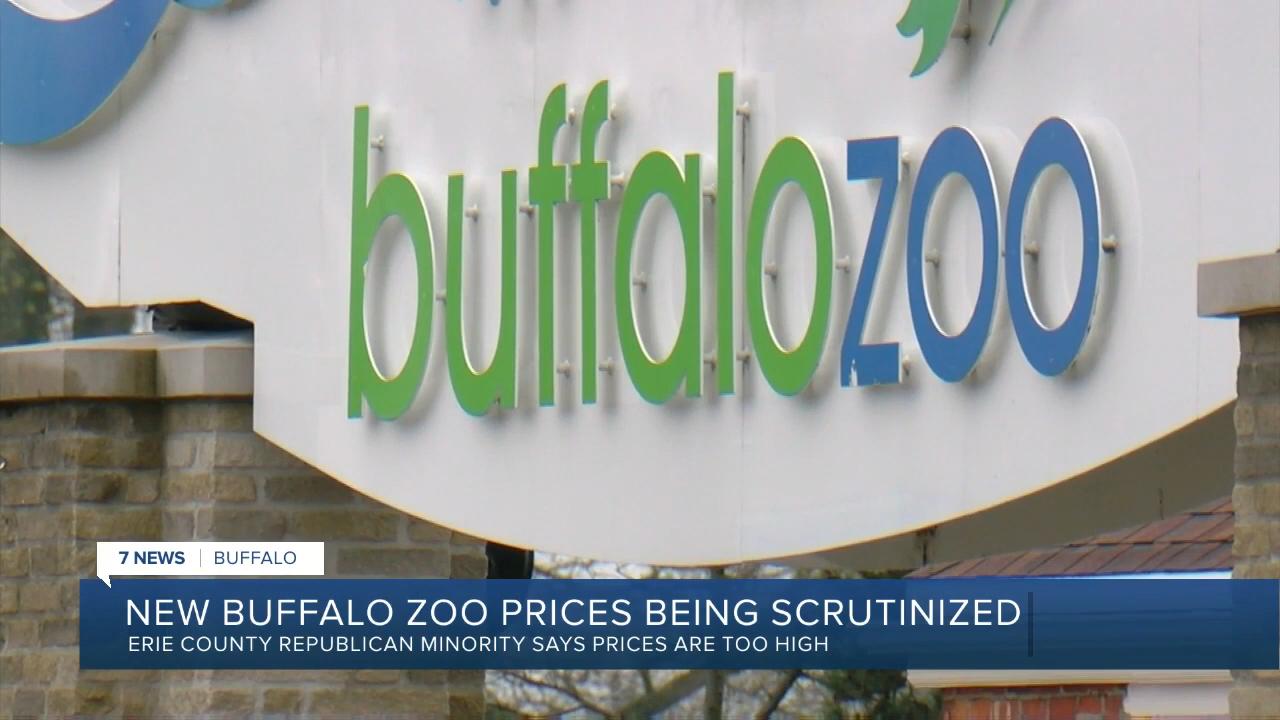 buffalozoo
7 NEWS | BUFFALO
NEW BUFFALO ZOO PRICES BEING SCRUTINIZED
ERIE COUNTY REPUBLICAN MINORITY SAYS PRICES ARE TOO HIGH